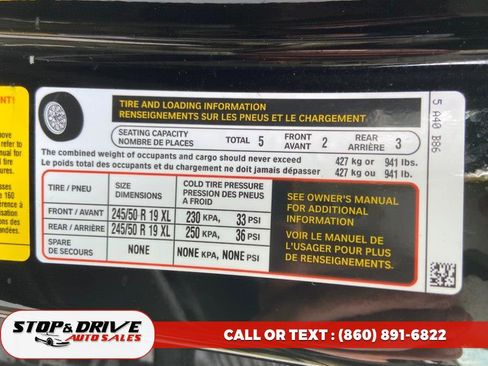 TIRE AND LOADING INFORMATION
RENSEIGNEMENTS SUR LES PNEUS ET LE CHARGEMENT
SEATING CAPACITY
NOMBRE DE PLACES
TOTAL 5
FRONT
AVANT 2
REAR
ARRIÈRE 3
The combined weight of occupants and cargo should never exceed 427 kg or 941 lbs.
Le poids total des occupants et du chargement ne doit jamais dépasser 427 kg ou 941 lb.
TIRE / PNEU
SIZE
DIMENSIONS
COLD TIRE PRESSURE
PRESSION DES PNEUS
A FROID
FRONT / AVANT 245/50 R 19 XL 230 KPA, 33 PSI
REAR / ARRIÈRE 245/50 R 19 XL 250 KPA, 36 PSI
SPARE
DE SECOURS
NONE NONE KPA, NONE PSI
SEE OWNER'S MANUAL
FOR ADDITIONAL
INFORMATION
VOIR LE MANUEL DE
L'USAGER POUR PLUS
DE RENSEIGNEMENTS.
5 A40 B86
STOP & DRIVE
AUTO SALES
CALL OR TEXT : (860) 891-6822